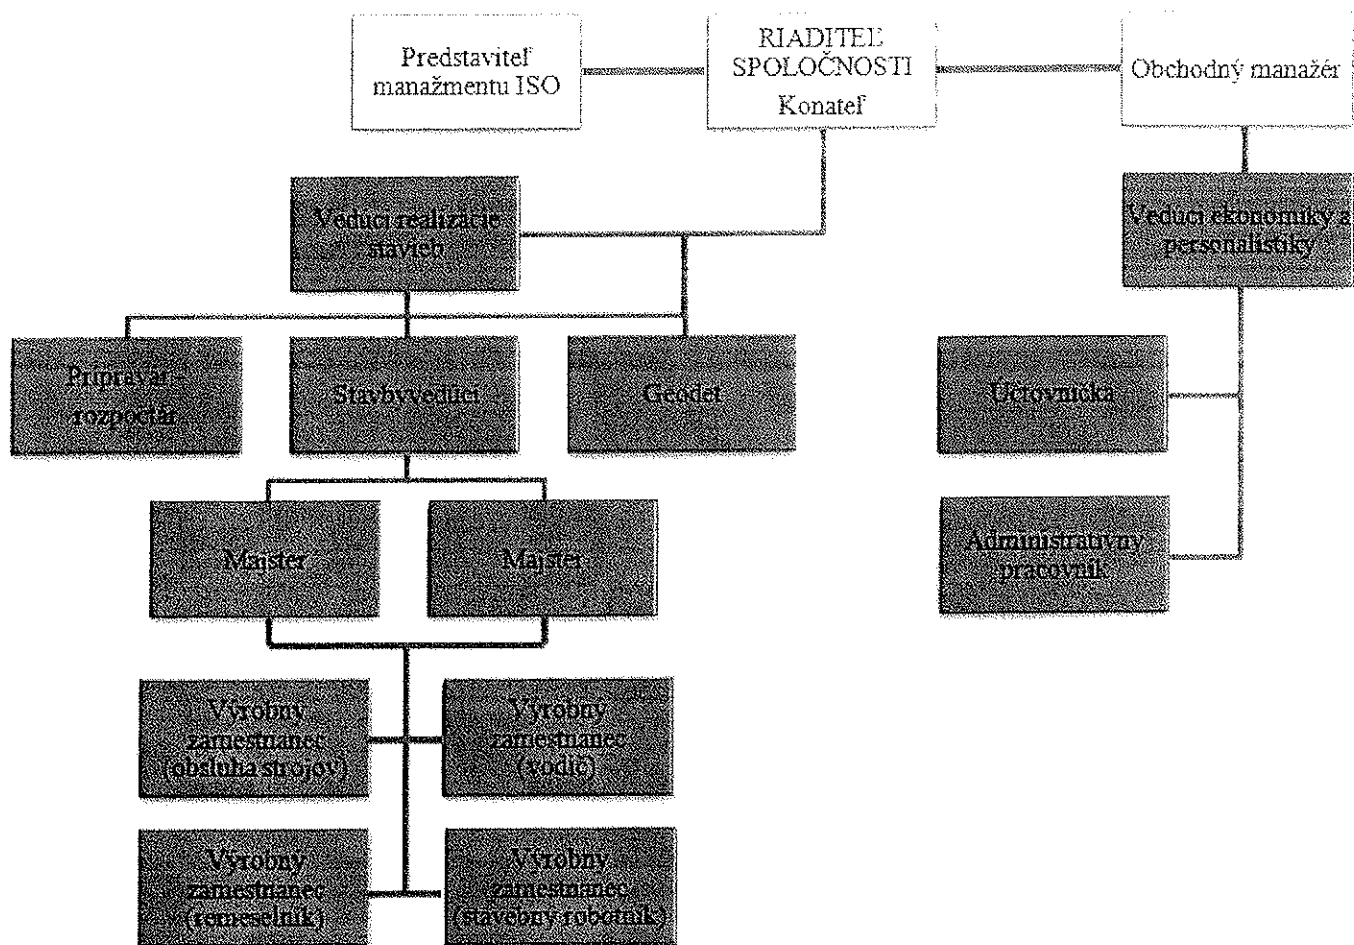 Predstaviteľ
manažmentu ISO
RIADITEĽ
SPOLOČNOSTI
Konateľ
Obchodný manažér
Vedúci realizácie
stavieb
Vedúci ekonomiky a
personalistiky
Prípravár -
rozpočtár
Stavbyvedúci
Geodet
Účtovníčka
Majster
Majster
Administratívny
pracovník
Výrobný
zamestnanec
(obsluha strojov)
Výrobný
zamestnanec
(vodič)
Výrobný
zamestnanec
(remeselník)
Výrobný
zamestnanec
(stavebný robotník)